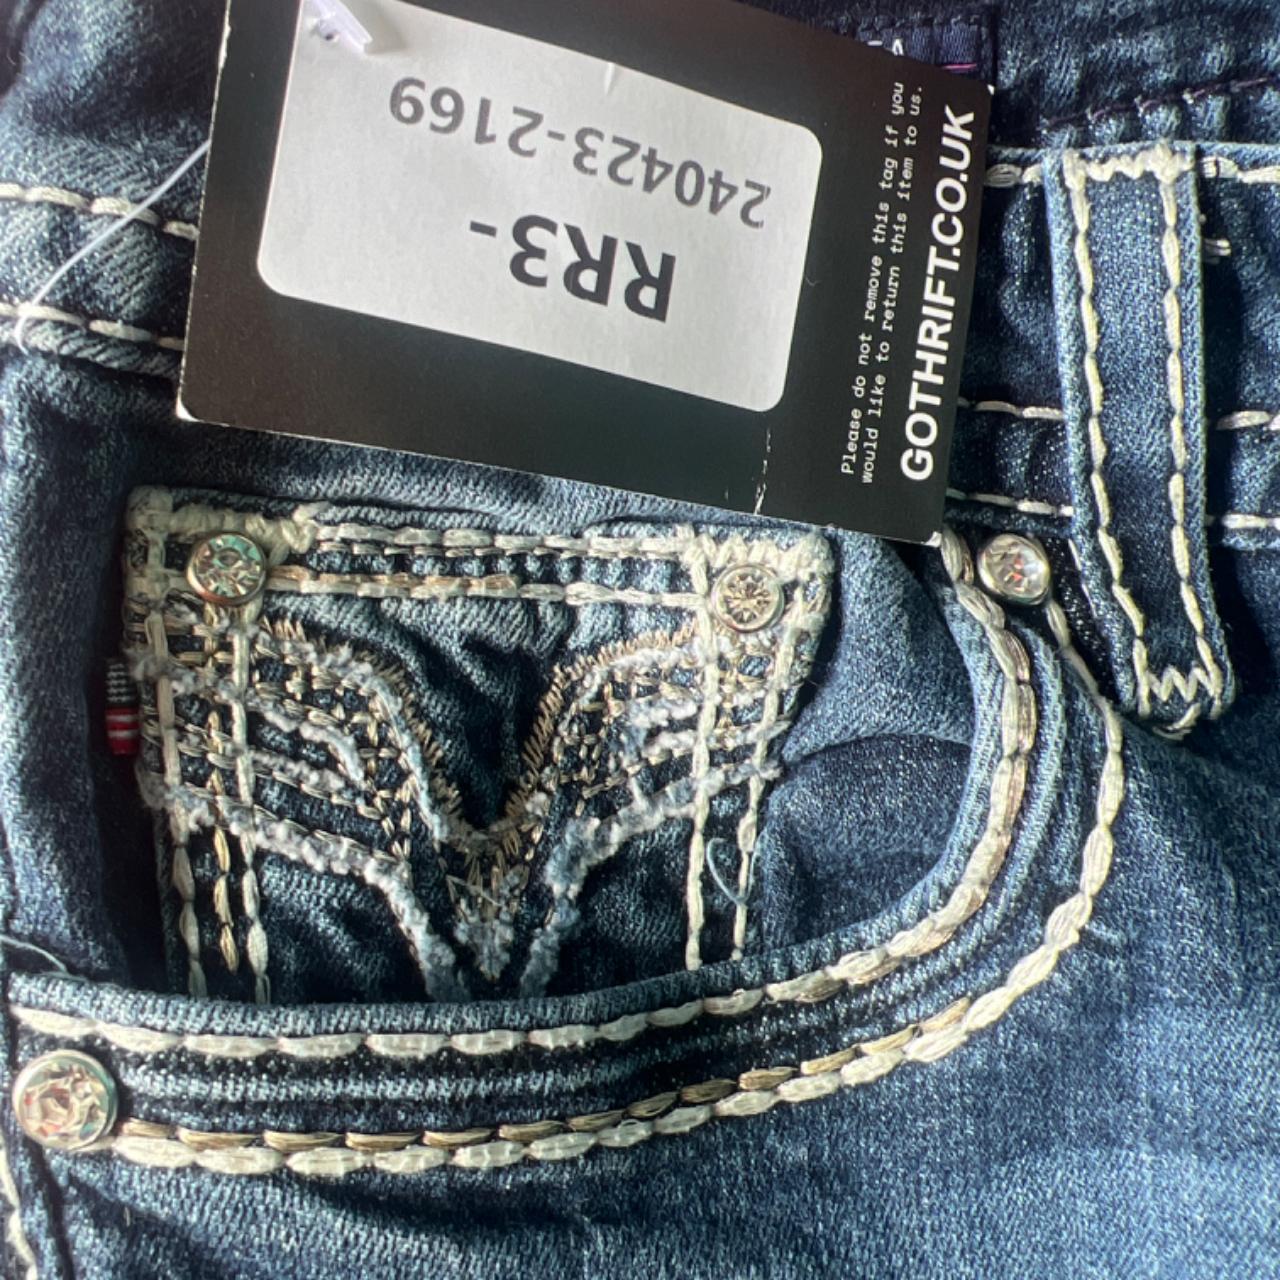 RR3-
240423-2169
Please do not remove this tag if you
would like to return this item to us.
GOTHRIFT.CO.UK